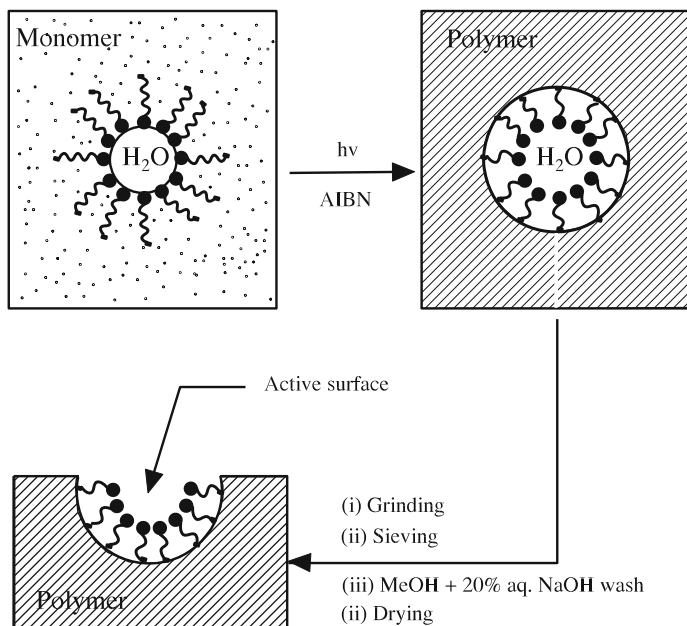 Monomer
H₂O
hν
AIBN
Polymer
H₂O
Active surface
(i) Grinding
(ii) Sieving
(iii) MeOH + 20% aq. NaOH wash
(ii) Drying
Polymer